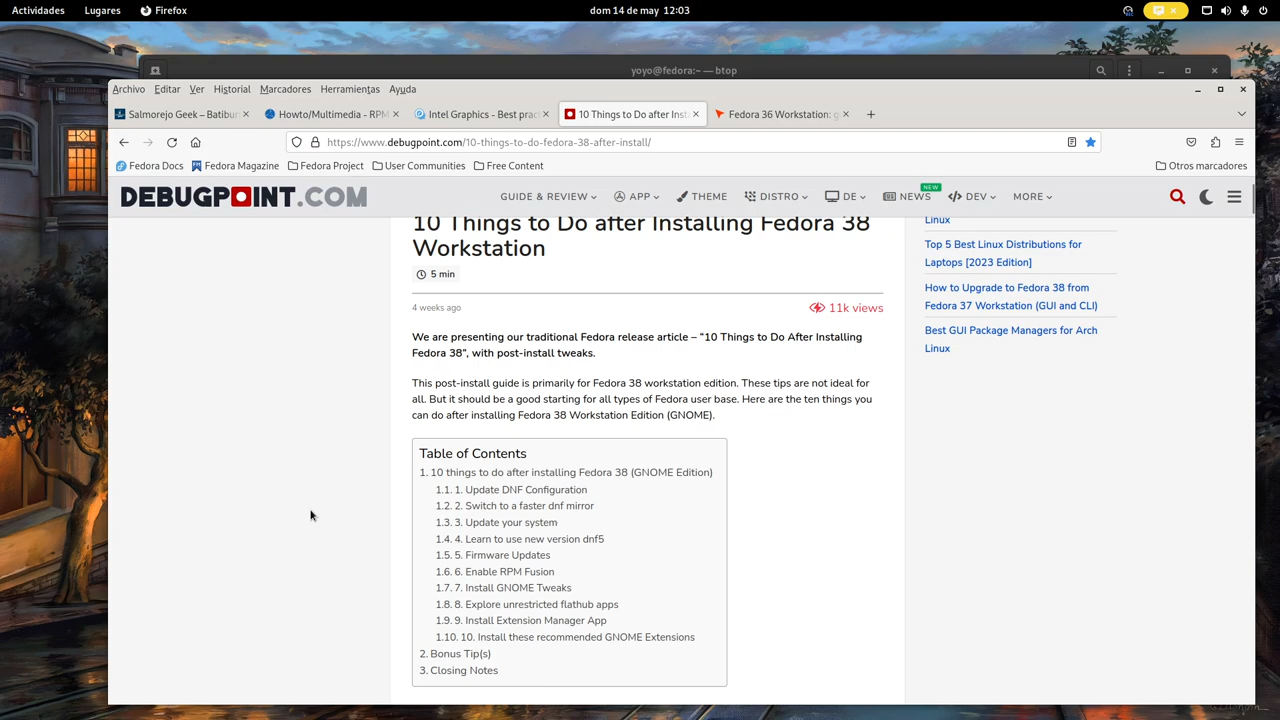 Actividades Lugares Firefox dom 14 de may 12:03
yoyo@fedora:~ — btop
Archivo Editar Ver Historial Marcadores Herramientas Ayuda
Salmorejo Geek – Batibur Howto/Multimedia - RPM Intel Graphics - Best prac 10 Things to Do after Inst Fedora 36 Workstation: g
https://www.debugpoint.com/10-things-to-do-fedora-38-after-install/
Fedora Docs Fedora Magazine Fedora Project User Communities Free Content Otros marcadores
DEBUGPOINT.COM GUIDE & REVIEW APP THEME DISTRO DE NEWS NEW DEV MORE
10 Things to Do after Installing Fedora 38
Workstation
5 min
4 weeks ago 11k views
We are presenting our traditional Fedora release article – “10 Things to Do After Installing
Fedora 38”, with post-install tweaks.
This post-install guide is primarily for Fedora 38 workstation edition. These tips are not ideal for
all. But it should be a good starting for all types of Fedora user base. Here are the ten things you
can do after installing Fedora 38 Workstation Edition (GNOME).
Table of Contents
1. 10 things to do after installing Fedora 38 (GNOME Edition)
1.1. 1. Update DNF Configuration
1.2. 2. Switch to a faster dnf mirror
1.3. 3. Update your system
1.4. 4. Learn to use new version dnf5
1.5. 5. Firmware Updates
1.6. 6. Enable RPM Fusion
1.7. 7. Install GNOME Tweaks
1.8. 8. Explore unrestricted flathub apps
1.9. 9. Install Extension Manager App
1.10. 10. Install these recommended GNOME Extensions
2. Bonus Tip(s)
3. Closing Notes
Linux
Top 5 Best Linux Distributions for
Laptops [2023 Edition]
How to Upgrade to Fedora 38 from
Fedora 37 Workstation (GUI and CLI)
Best GUI Package Managers for Arch
Linux